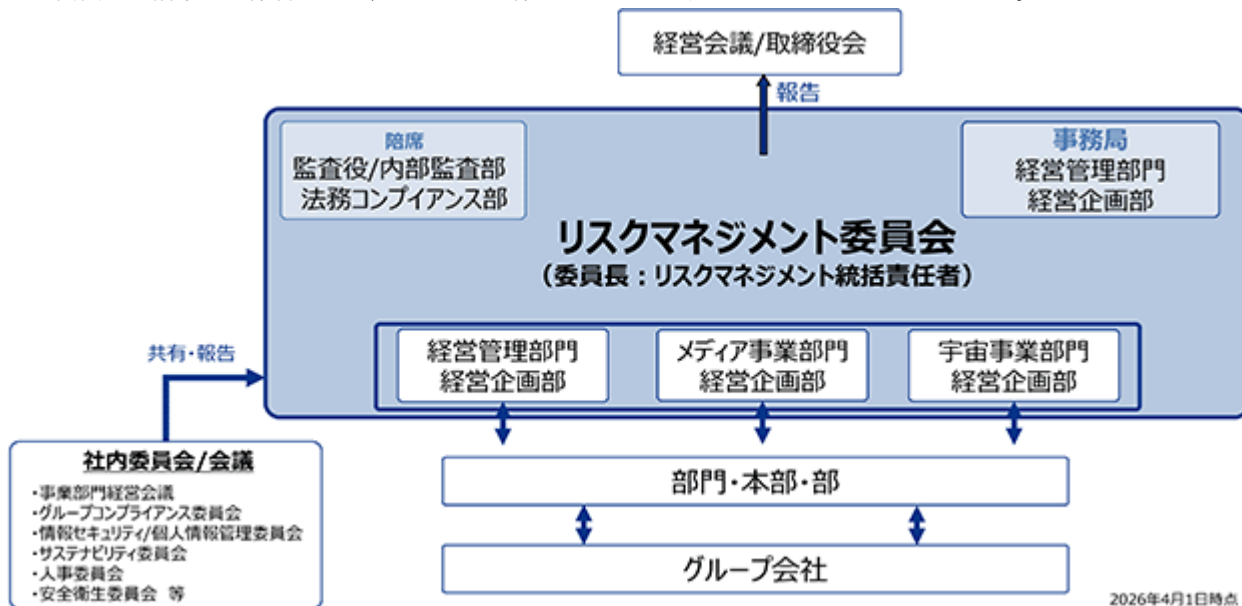 経営会議/取締役会
報告
陪席
監査役/内部監査部
法務コンプイアンス部
事務局
経営管理部門
経営企画部
リスクマネジメント委員会
(委員長:リスクマネジメント統括責任者)
経営管理部門
経営企画部
メディア事業部門
経営企画部
宇宙事業部門
経営企画部
共有・報告
社内委員会/会議
・事業部門経営会議
・グループコンプライアンス委員会
・情報セキュリティ/個人情報管理委員会
・サステナビリティ委員会
・人事委員会
・安全衛生委員会 等
部門・本部・部
グループ会社
2026年4月1日時点